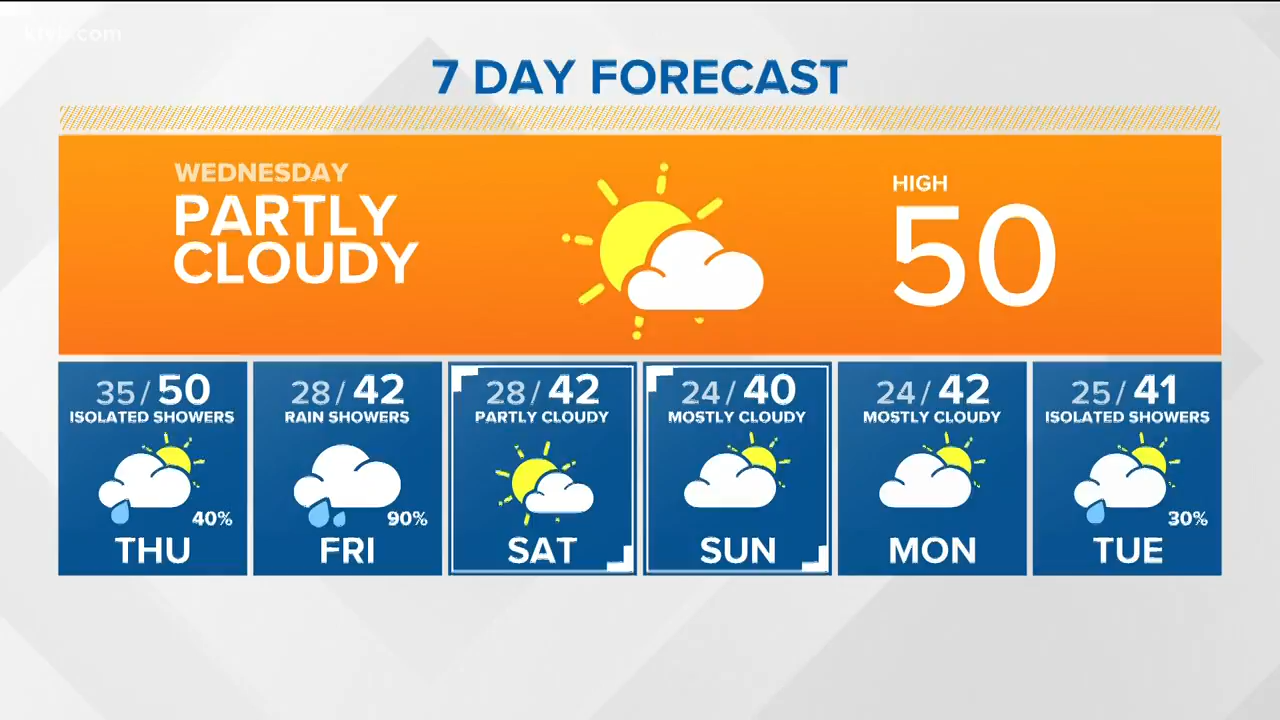 ktvb.com
7 DAY FORECAST
WEDNESDAY
PARTLY
CLOUDY
HIGH
50
35/50
ISOLATED SHOWERS
40%
THU
28/42
RAIN SHOWERS
90%
FRI
28/42
PARTLY CLOUDY
SAT
24/40
MOSTLY CLOUDY
SUN
24/42
MOSTLY CLOUDY
MON
25/41
ISOLATED SHOWERS
30%
TUE